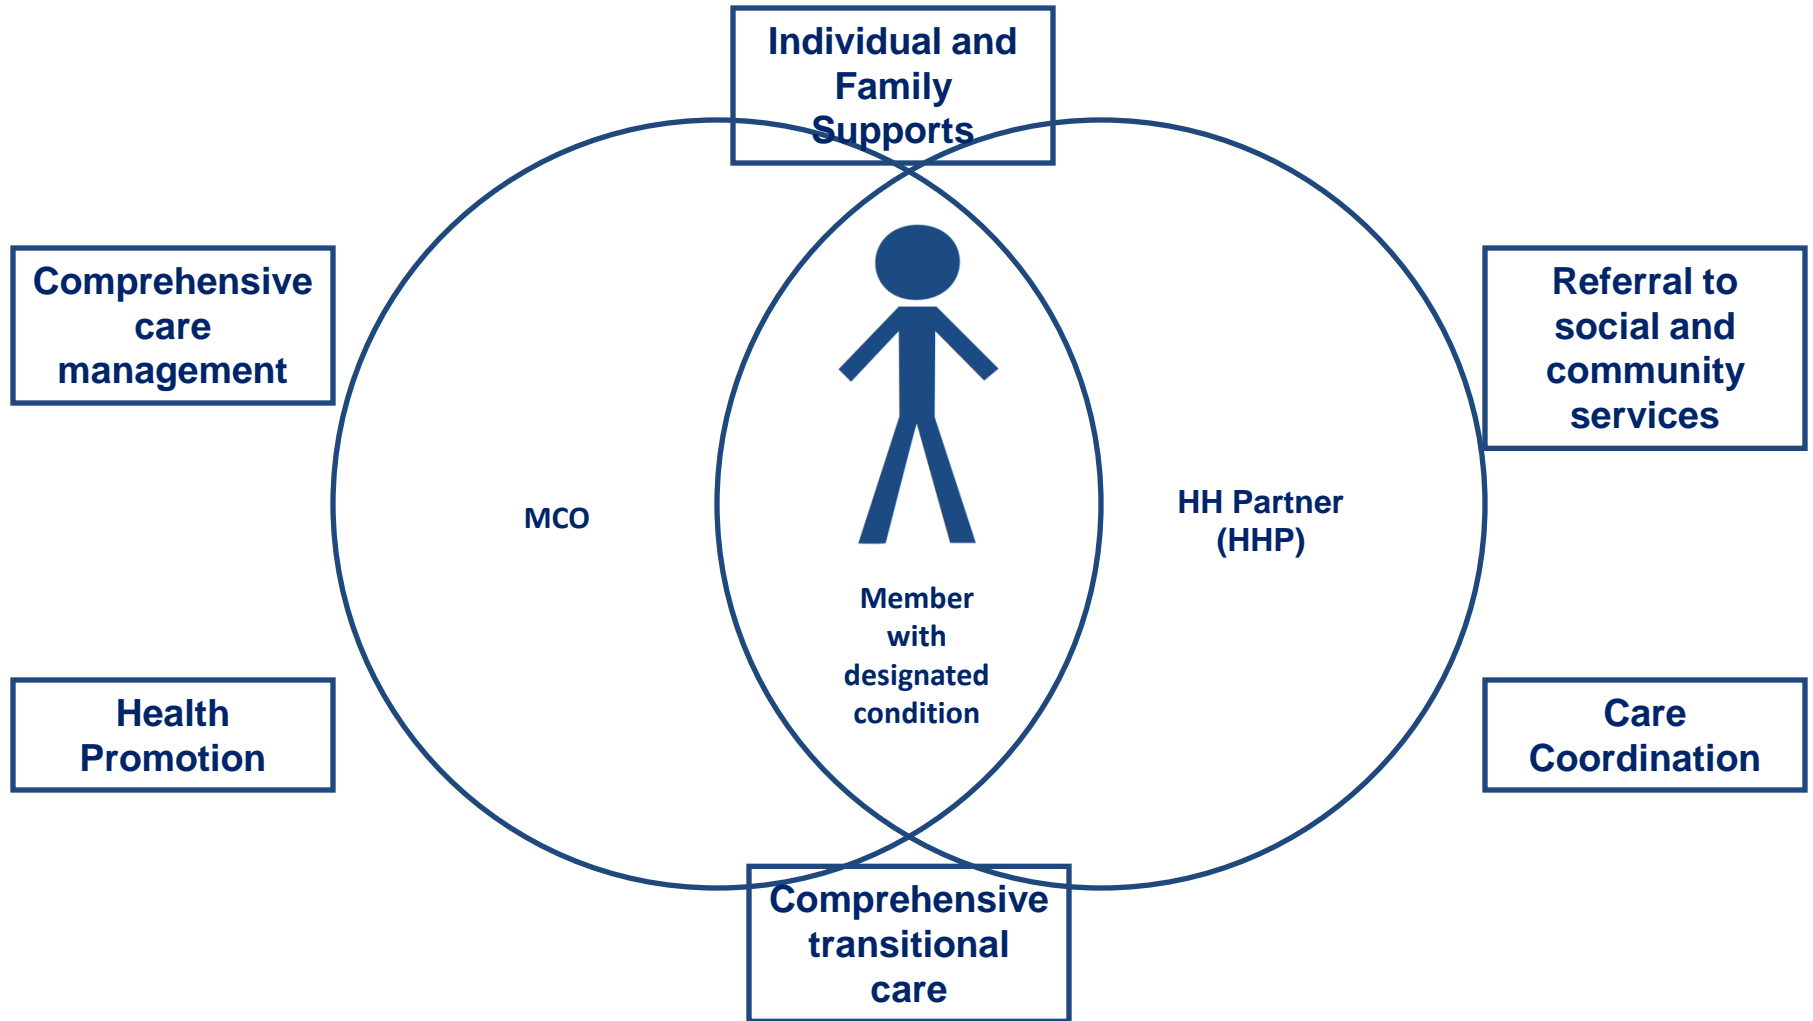 Individual and
Family
Supports
Comprehensive
care
management
Referral to
social and
community
services
MCO
HH Partner
(HHP)
Member
with
designated
condition
Health
Promotion
Care
Coordination
Comprehensive
transitional
care